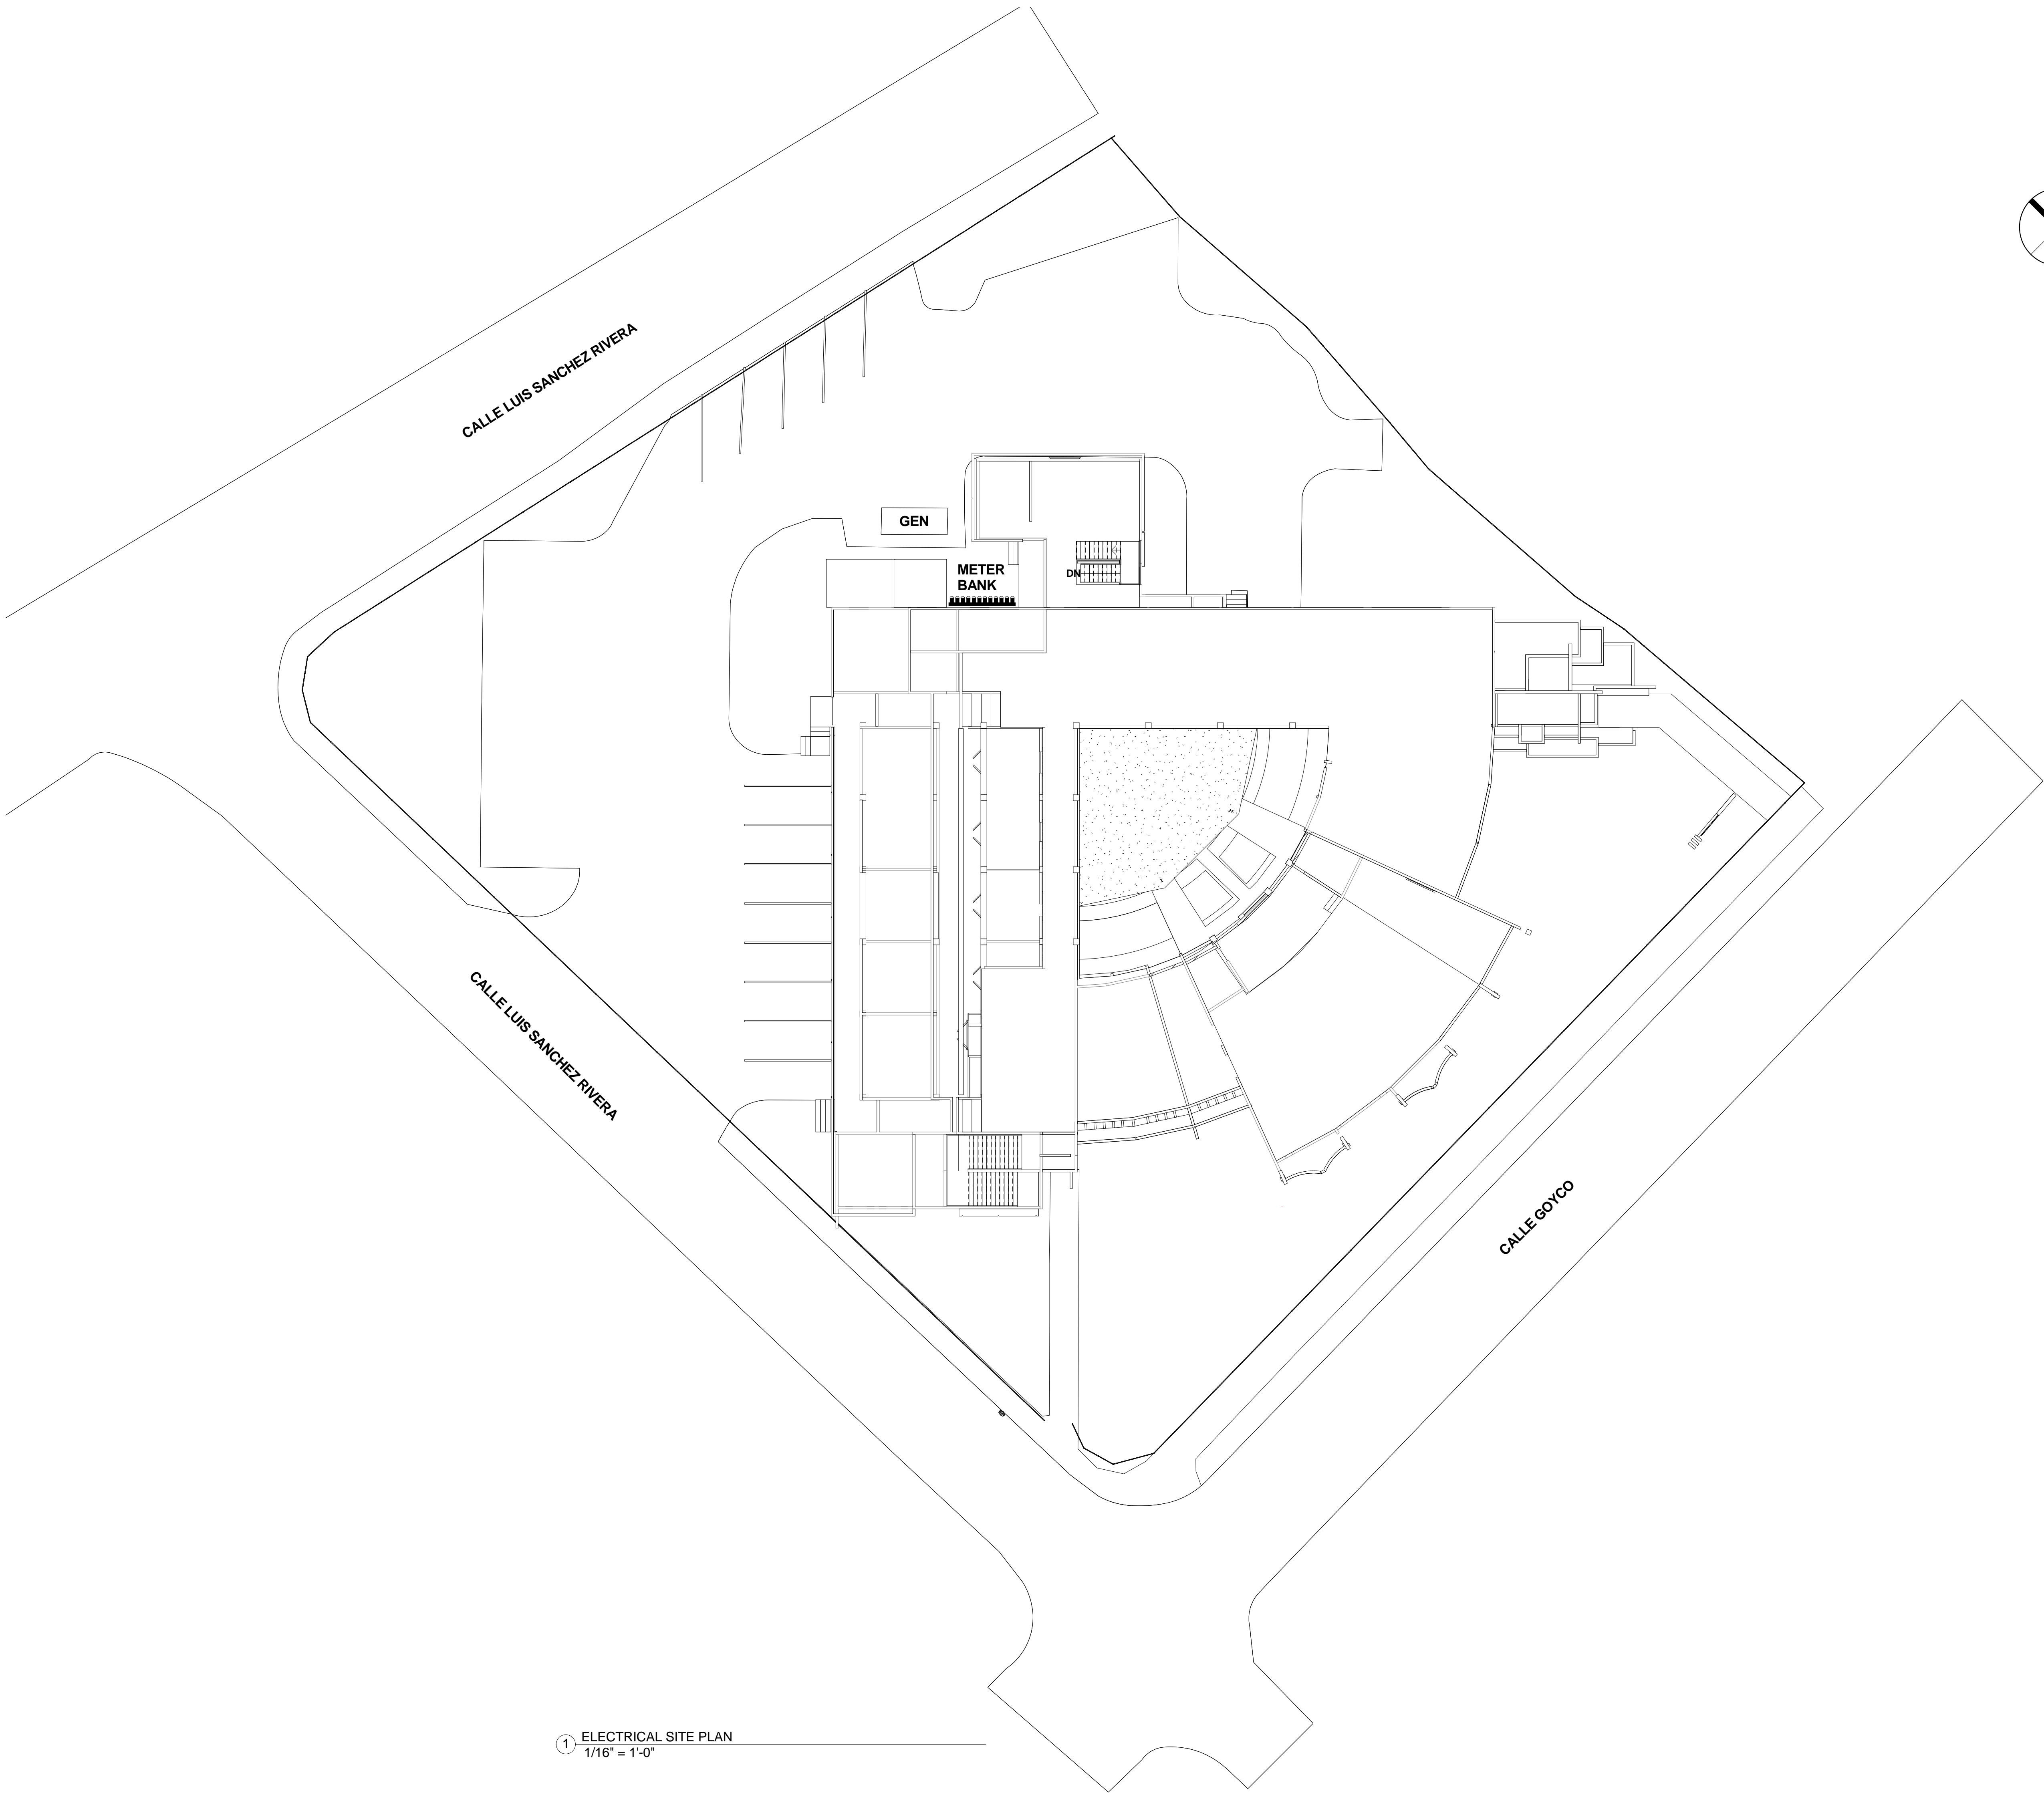 CALLE LUIS SANCHEZ RIVERA
GEN
METER
BANK
DN
CALLE LUIS SANCHEZ RIVERA
CALLE GOYCO
1 ELECTRICAL SITE PLAN
1/16" = 1'-0"